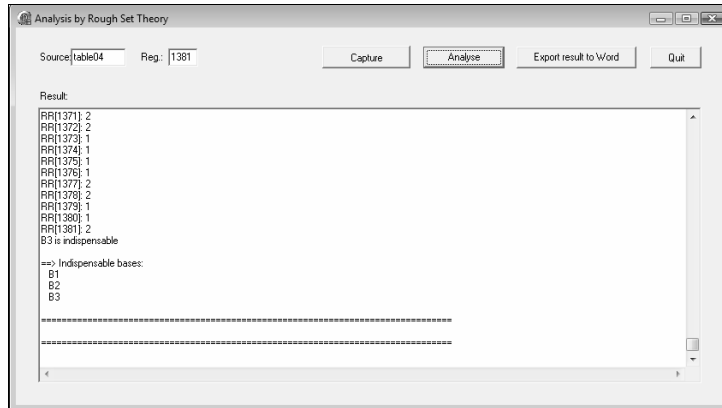 Analysis by Rough Set Theory
Source: table04 Reg.: 1381 Capture Analyse Export result to Word Quit
Result:
RR[1371]: 2
RR[1372]: 2
RR[1373]: 1
RR[1374]: 1
RR[1375]: 1
RR[1376]: 1
RR[1377]: 2
RR[1378]: 2
RR[1379]: 1
RR[1380]: 1
RR[1381]: 2
B3 is indispensable
==> Indispensable bases:
B1
B2
B3
================================================================================
================================================================================